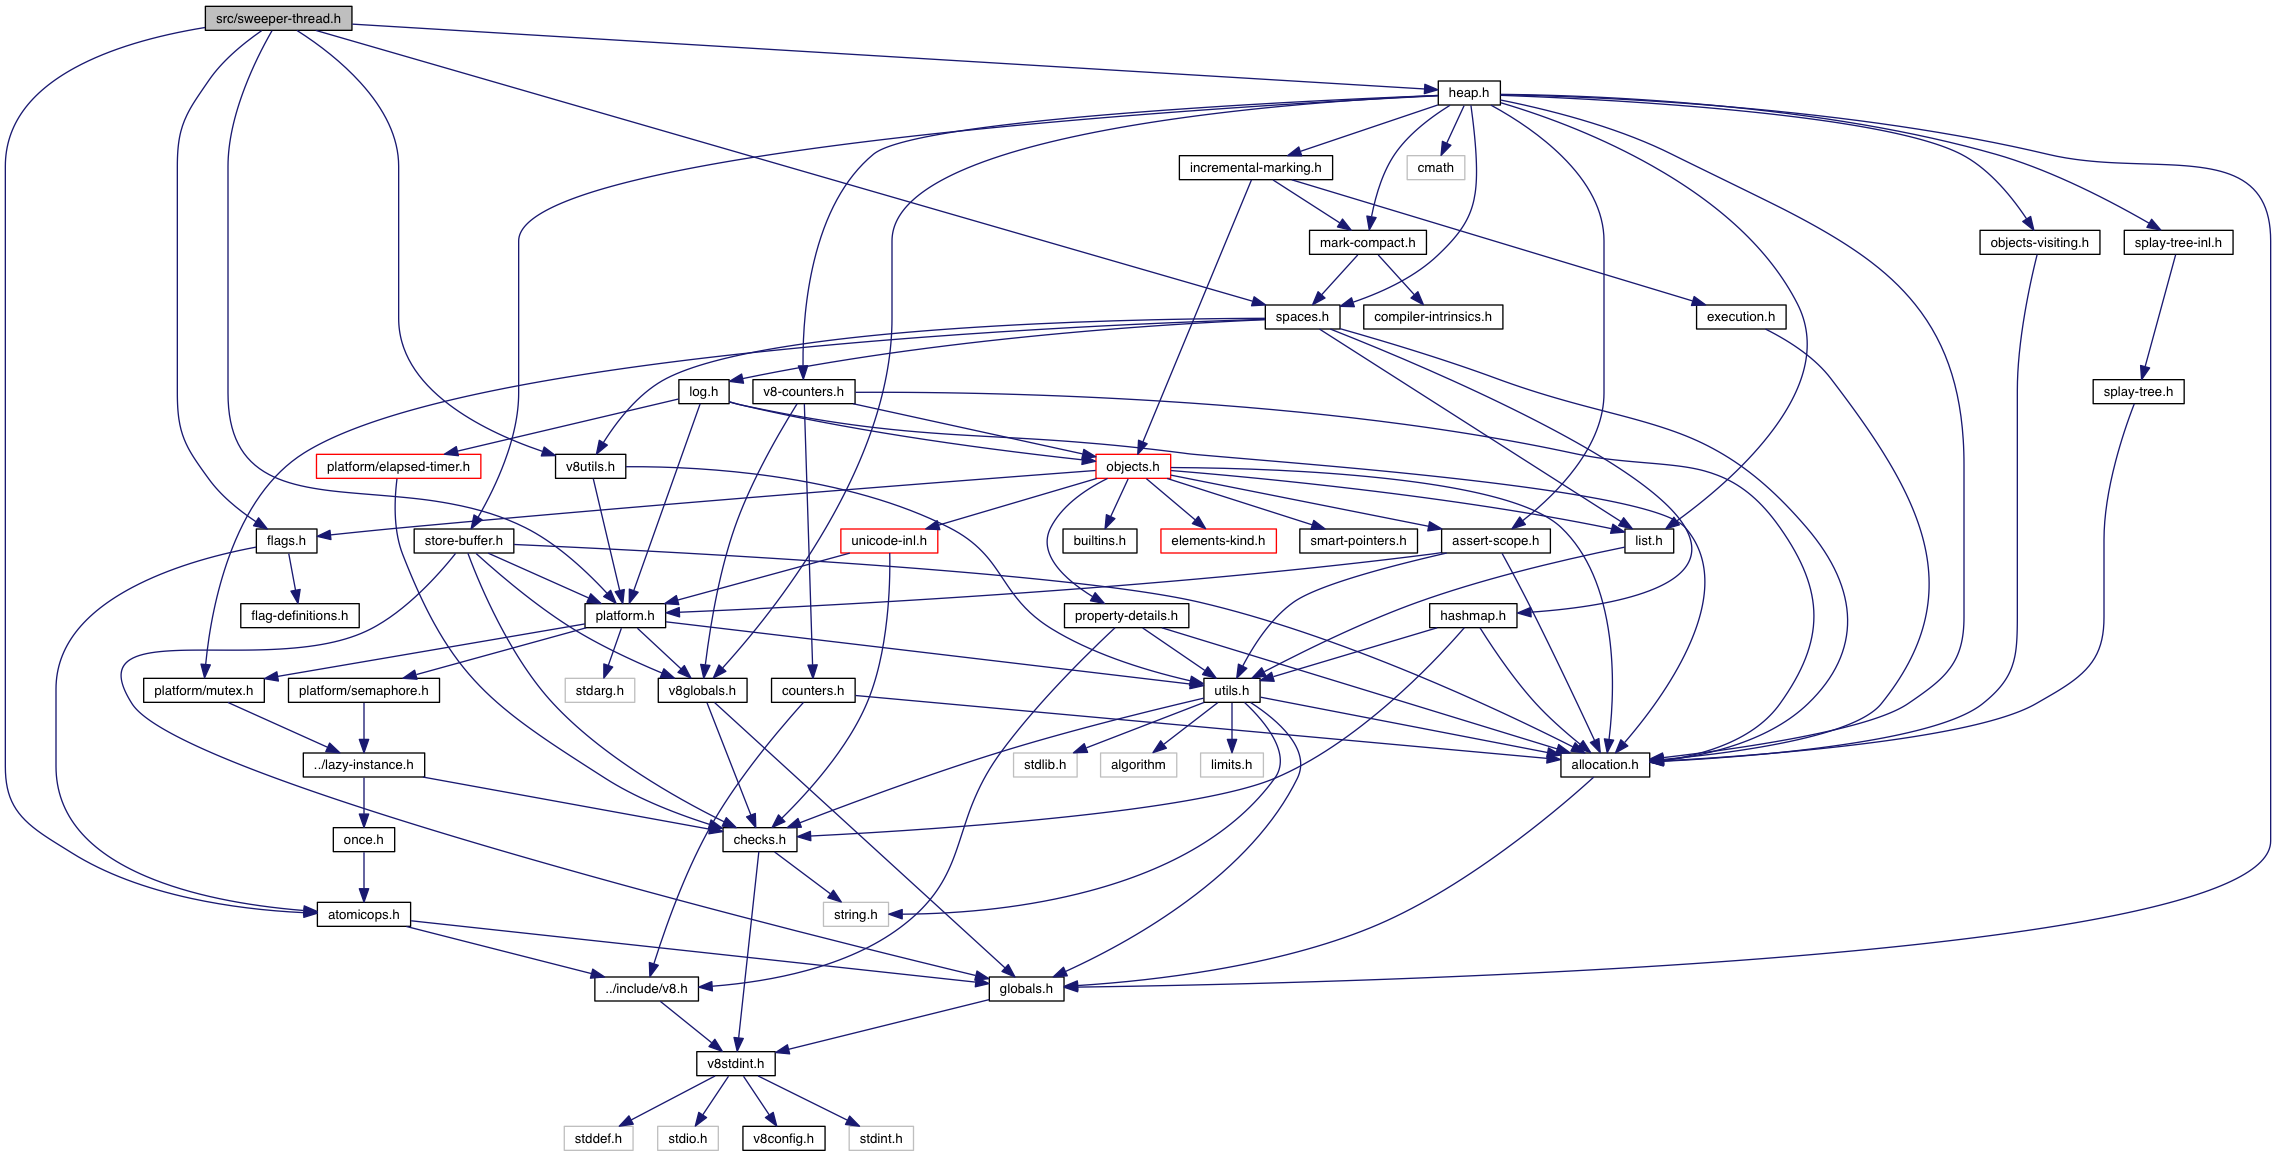 src/sweeper-thread.h
heap.h
incremental-marking.h
cmath
mark-compact.h
objects-visiting.h
splay-tree-inl.h
spaces.h
compiler-intrinsics.h
execution.h
log.h
v8-counters.h
splay-tree.h
platform/elapsed-timer.h
v8utils.h
objects.h
flags.h
store-buffer.h
unicode-inl.h
builtins.h
elements-kind.h
smart-pointers.h
assert-scope.h
list.h
flag-definitions.h
platform.h
property-details.h
hashmap.h
platform/mutex.h
platform/semaphore.h
stdarg.h
v8globals.h
counters.h
utils.h
../lazy-instance.h
stdlib.h
algorithm
limits.h
allocation.h
once.h
checks.h
atomicops.h
string.h
../include/v8.h
globals.h
v8stdint.h
stddef.h
stdio.h
v8config.h
stdint.h